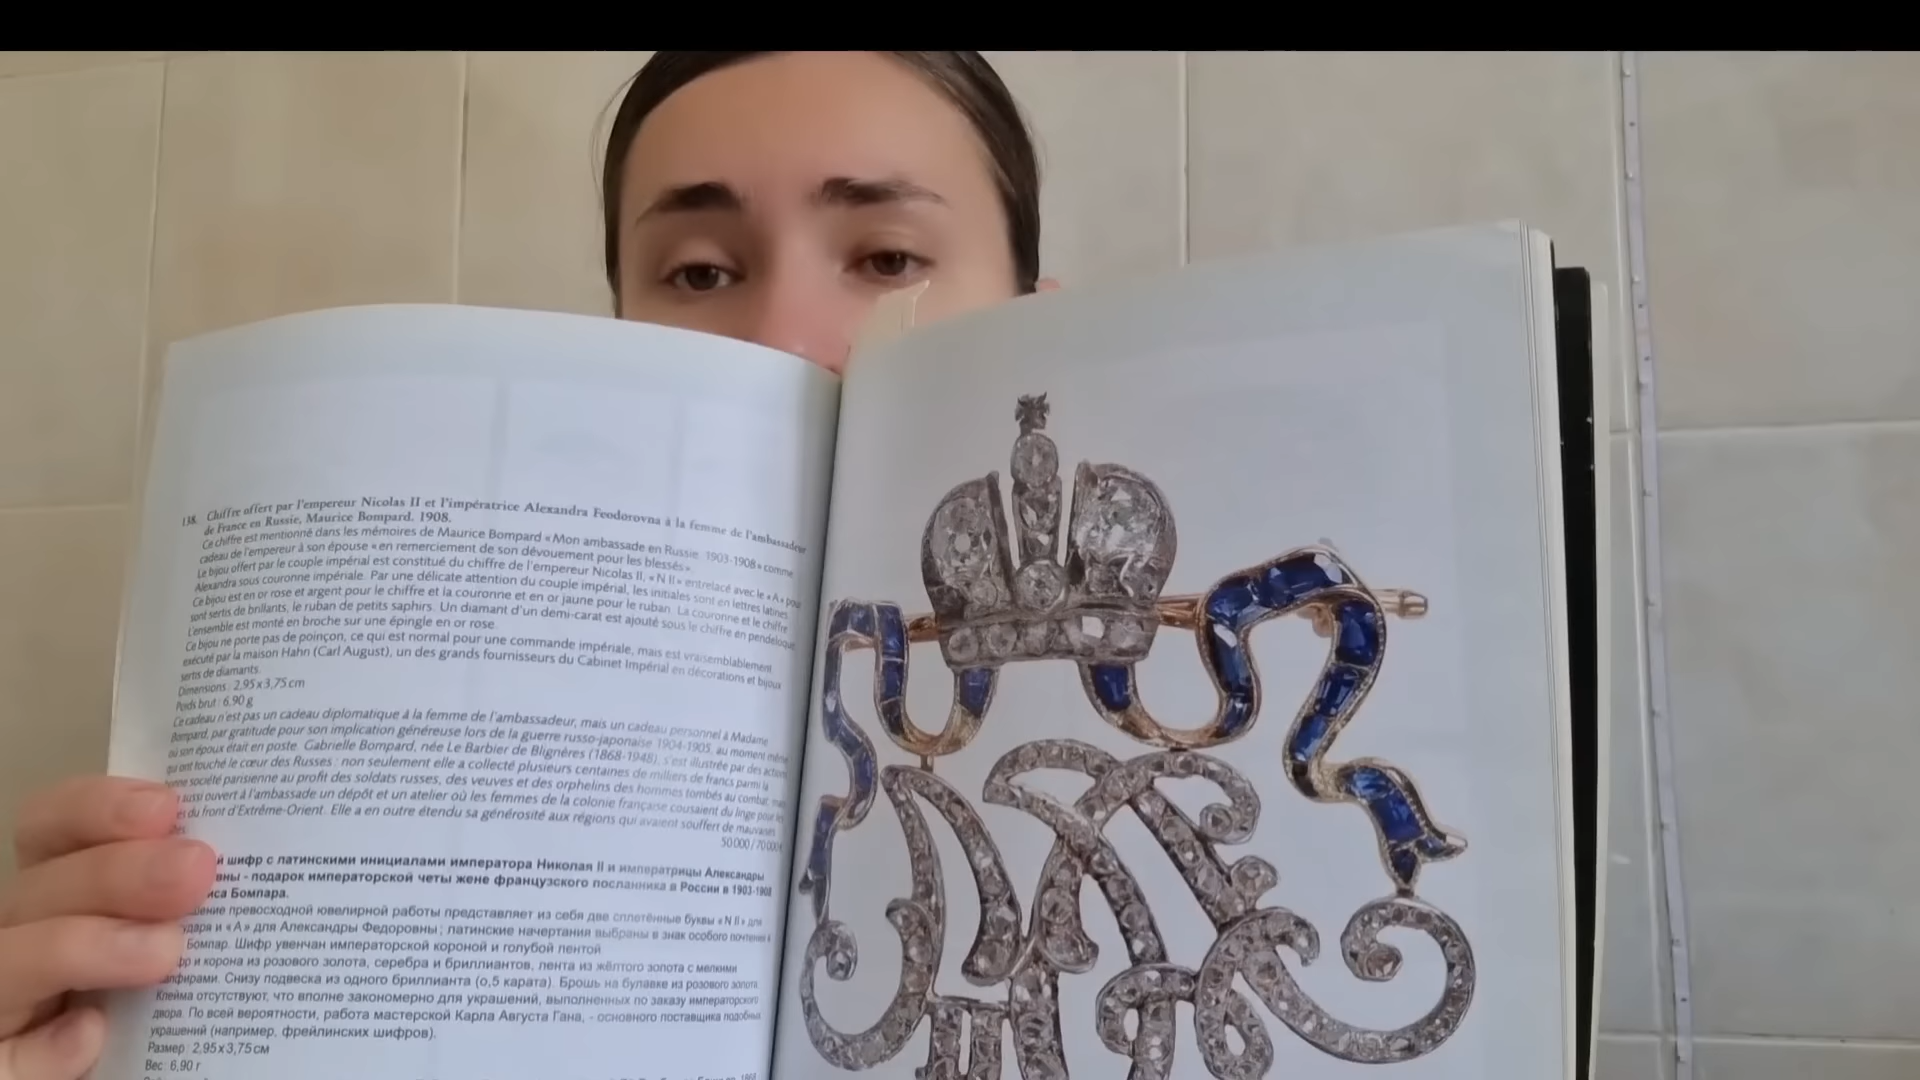 138. Chiffre offert par l'empereur Nicolas II et l'impératrice Alexandra Feodorovna à la femme de l'ambassadeur
de France en Russie, Maurice Bompard. 1908.
Ce chiffre est mentionné dans les mémoires de Maurice Bompard « Mon ambassade en Russie 1903-1908 » comme
cadeau de l'empereur à son épouse « en remerciement de son dévouement pour les blessés ».
Le bijou offert par le couple impérial est constitué du chiffre de l'empereur Nicolas II, « N II » entrelacé avec le « A » pour
Alexandra sous couronne impériale. Par une délicate attention du couple impérial, les initiales sont en lettres latines.
Ce bijou est en or rose et argent pour le chiffre et la couronne et en or jaune pour le ruban. La couronne et le chiffre
sont sertis de brillants, le ruban de petits saphirs. Un diamant d'un demi-carat est ajouté sous le chiffre en pendeloque.
L'ensemble est monté en broche sur une épingle en or rose.
Ce bijou ne porte pas de poinçon, ce qui est normal pour une commande impériale, mais est vraisemblablement
exécuté par la maison Hahn (Carl August), un des grands fournisseurs du Cabinet Impérial en décorations et bijoux
sertis de diamants.
Dimensions : 2,95 x 3,75 cm
Poids brut : 6,90 g
Ce cadeau n'est pas un cadeau diplomatique à la femme de l'ambassadeur, mais un cadeau personnel à Madame
Bompard, par gratitude pour son implication généreuse lors de la guerre russo-japonaise 1904-1905, au moment même
où son époux était en poste. Gabrielle Bompard, née Le Barbier de Blignères (1868-1948), s'est illustrée par des actions
qui ont touché le cœur des Russes : non seulement elle a collecté plusieurs centaines de milliers de francs parmi la
bonne société parisienne au profit des soldats russes, des veuves et des orphelins des hommes tombés au combat, mais
aussi ouvert à l'ambassade un dépôt et un atelier où les femmes de la colonie française cousaient du linge pour les
du front d'Extrême-Orient. Elle a en outre étendu sa générosité aux régions qui avaient souffert de mauvaises
50 000 / 70 000 €
й шифр с латинскими инициалами императора Николая II и императрицы Александры
вны - подарок императорской четы жене французского посланника в России в 1903-1908
иса Бомпара.
шение превосходной ювелирной работы представляет из себя две сплетённые буквы « N II » для
ударя и « А » для Александры Федоровны ; латинские начертания выбраны в знак особого почтения к
Бомпар. Шифр увенчан императорской короной и голубой лентой.
фр и корона из розового золота, серебра и бриллиантов, лента из жёлтого золота с мелкими
апфирами. Снизу подвеска из одного бриллианта (0,5 карата). Брошь на булавке из розового золота.
Клейма отсутствуют, что вполне закономерно для украшений, выполненных по заказу императорского
двора. По всей вероятности, работа мастерской Карла Августа Гана, - основного поставщика подобных
украшений (например, фрейлинских шифров).
Размер : 2,95 x 3,75 см
Вес : 6,90 г